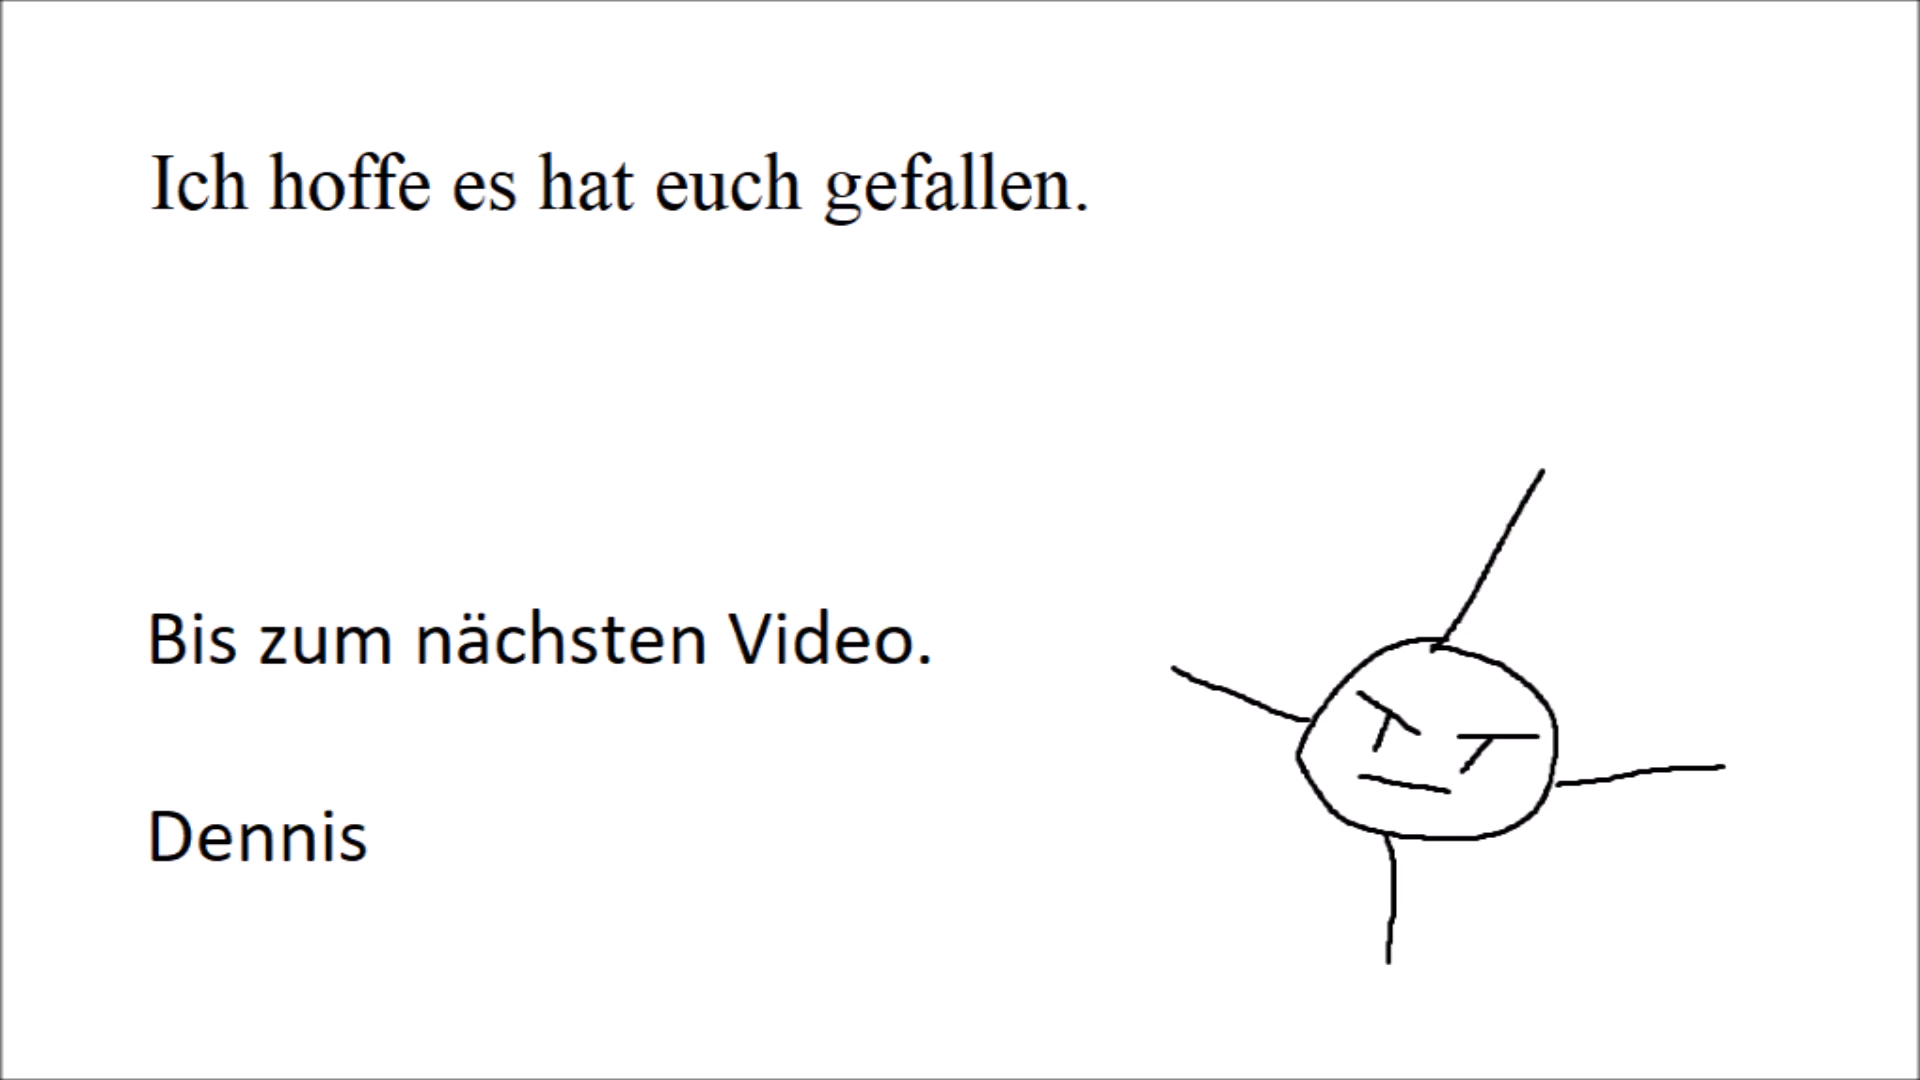 Ich hoffe es hat euch gefallen.
Bis zum nächsten Video.
Dennis